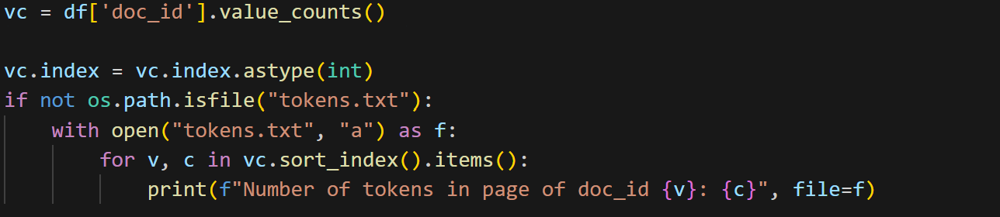 vc = df['doc_id'].value_counts()

vc.index = vc.index.astype(int)
if not os.path.isfile("tokens.txt"):
    with open("tokens.txt", "a") as f:
        for v, c in vc.sort_index().items():
            print(f"Number of tokens in page of doc_id {v}: {c}", file=f)